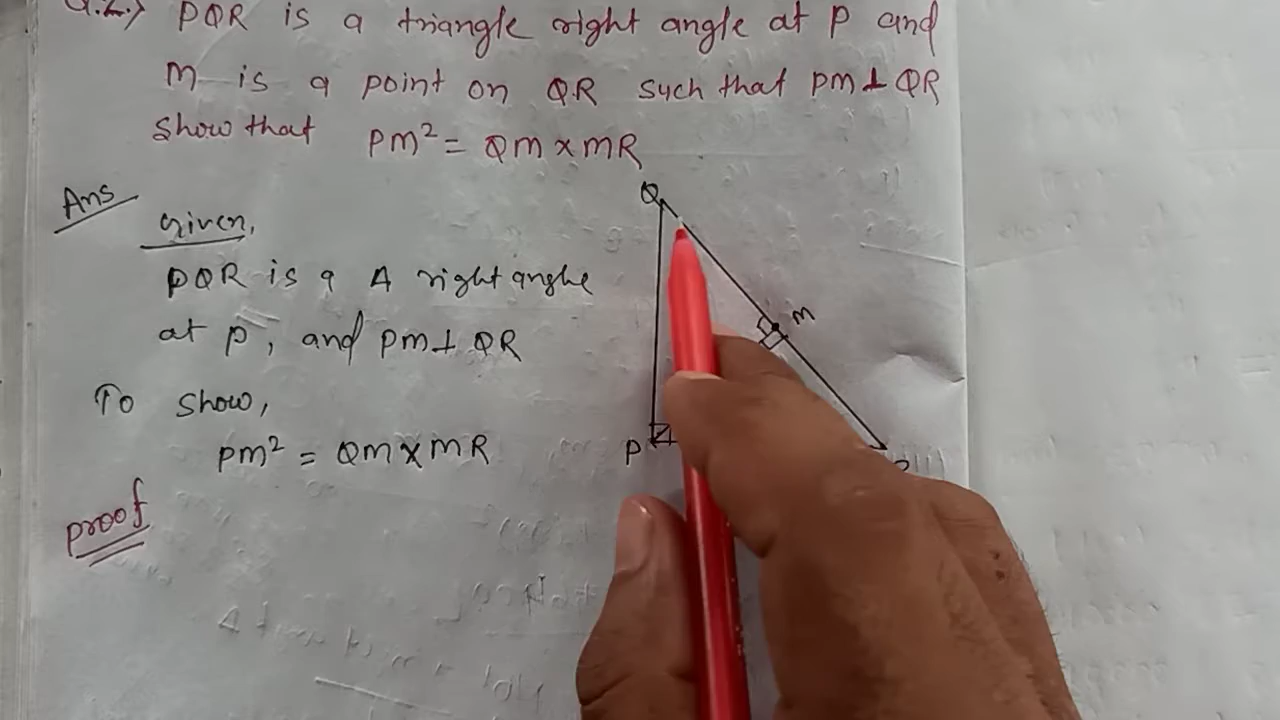 Q.2.) PQR is a triangle right angle at P and
M is a point on QR such that PM ⊥ QR
show that PM² = QM × MR
Ans
Given,
PQR is a Δ right angle
at P, and PM ⊥ QR
To show,
PM² = QM × MR
Proof
Q
M
P